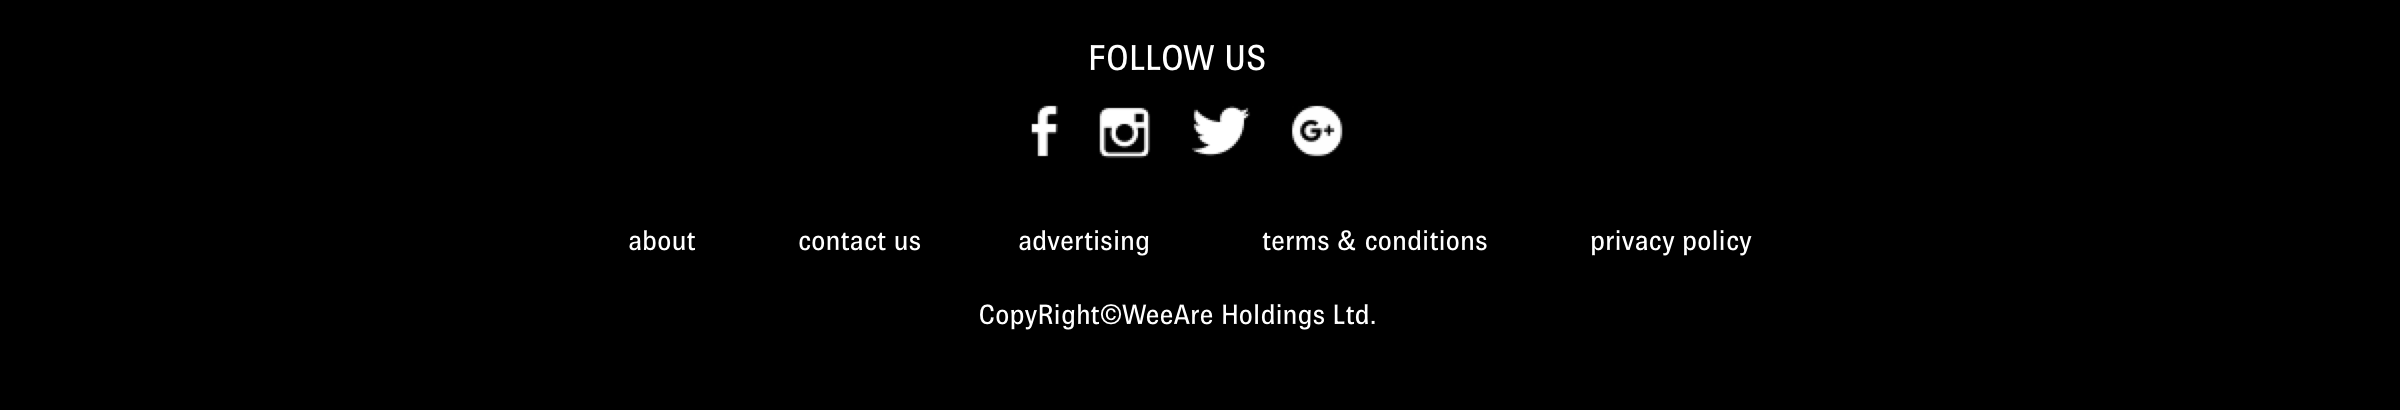 FOLLOW US
f G+
about contact us advertising terms & conditions privacy policy
CopyRight©WeeAre Holdings Ltd.